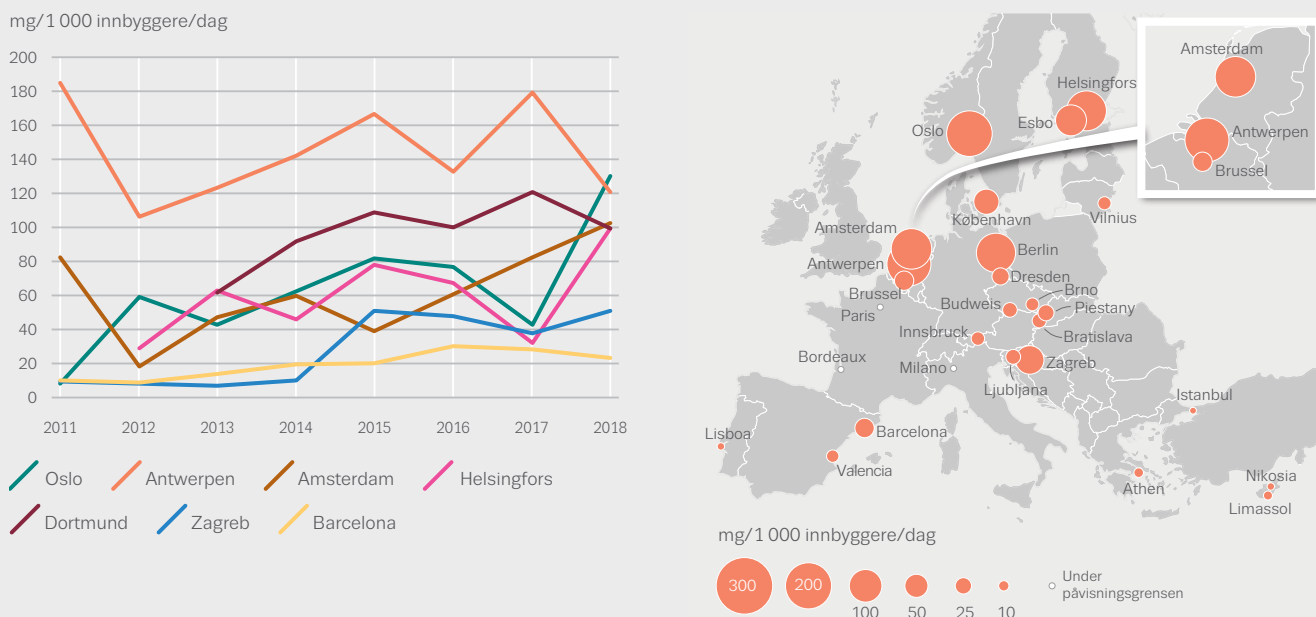 mg/1 000 innbyggere/dag
200
180
160
140
120
100
80
60
40
20
0
2011 2012 2013 2014 2015 2016 2017 2018
Oslo Antwerpen Amsterdam Helsingfors
Dortmund Zagreb Barcelona
Amsterdam
Antwerpen
Brussel
Helsingfors
Oslo
Esbo
København
Vilnius
Amsterdam
Antwerpen
Berlin
Dresden
Brussel
Paris
Budweis
Brno
Piestany
Innsbruck
Bratislava
Bordeaux
Milano
Zagreb
Ljubljana
Istanbul
Lisboa
Barcelona
Valencia
Athen
Nikosia
Limassol
mg/1 000 innbyggere/dag
300 200 100 50 25 10
Under
påvisningsgrensen